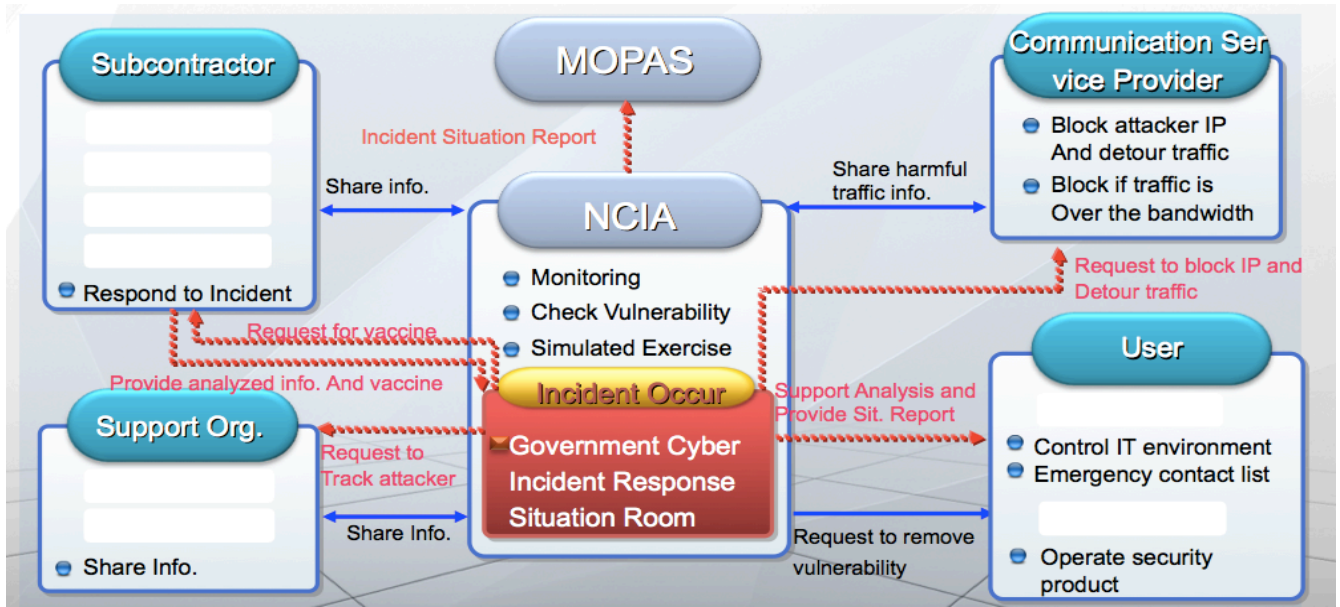 Subcontractor
Respond to Incident
MOPAS
Incident Situation Report
Communication Ser
vice Provider
Block attacker IP
And detour traffic
Block if traffic is
Over the bandwidth
Share info.
Share harmful
traffic info.
NCIA
Monitoring
Check Vulnerability
Simulated Exercise
Request to block IP and
Detour traffic
Request for vaccine
Provide analyzed info. And vaccine
Incident Occur
Government Cyber
Incident Response
Situation Room
Support Analysis and
Provide Sit. Report
User
Control IT environment
Emergency contact list
Operate security
product
Support Org.
Share Info.
Request to
Track attacker
Share Info.
Request to remove
vulnerability